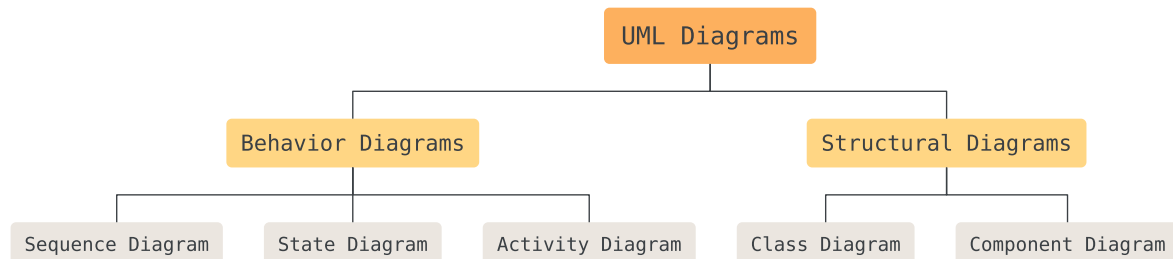 UML Diagrams
Behavior Diagrams
Structural Diagrams
Sequence Diagram
State Diagram
Activity Diagram
Class Diagram
Component Diagram